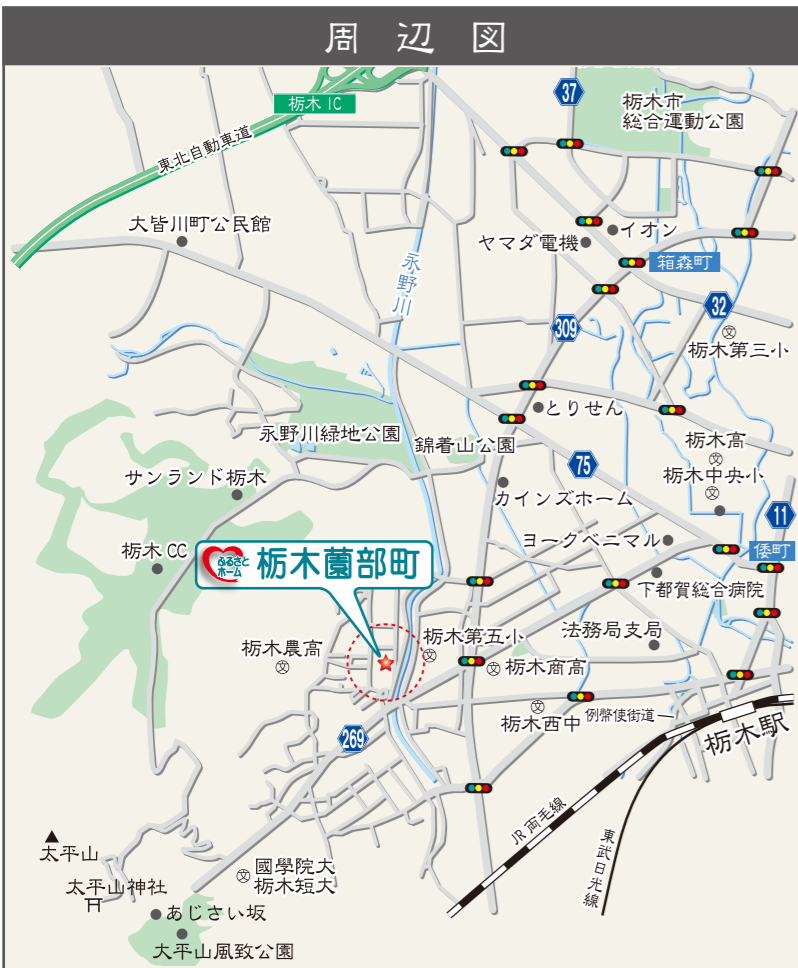 周辺図
栃木IC
東北自動車道
37
栃木市
総合運動公園
大皆川町公民館
ヤマダ電機
イオン
箱森町
永野川
32
309
栃木第三小
とりせん
永野川緑地公園
錦着山公園
栃木高
75
栃木中央小
サンランド栃木
カインズホーム
11
ヨークベニマル
倭町
栃木CC
ふるさと
ホーム
栃木薗部町
下都賀総合病院
栃木農高
栃木第五小
法務局支局
栃木商高
栃木西中
例幣使街道
栃木駅
269
JR両毛線
東武日光線
太平山
國學院大
栃木短大
太平山神社
あじさい坂
大平山風致公園